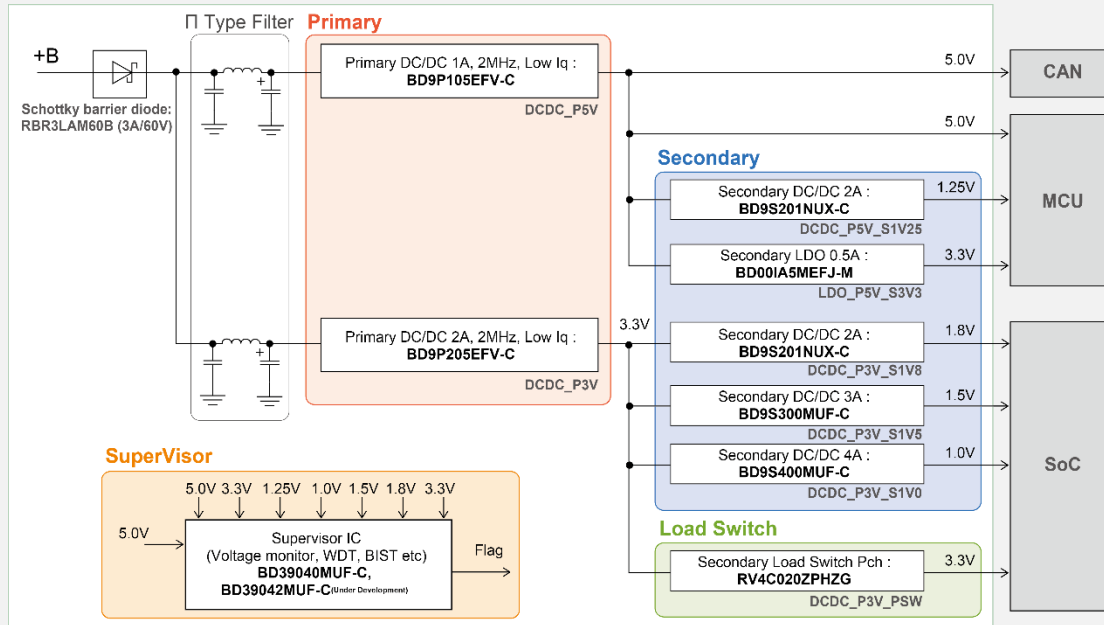 Π Type Filter
Primary
+B
Schottky barrier diode:
RBR3LAM60B (3A/60V)
Primary DC/DC 1A, 2MHz, Low Iq :
BD9P105EFV-C
DCDC_P5V
5.0V
CAN
5.0V
MCU
Secondary
Secondary DC/DC 2A :
BD9S201NUX-C
DCDC_P5V_S1V25
1.25V
Secondary LDO 0.5A :
BD00IA5MEFJ-M
LDO_P5V_S3V3
3.3V
Primary DC/DC 2A, 2MHz, Low Iq :
BD9P205EFV-C
DCDC_P3V
3.3V
Secondary DC/DC 2A :
BD9S201NUX-C
DCDC_P3V_S1V8
1.8V
Secondary DC/DC 3A :
BD9S300MUF-C
DCDC_P3V_S1V5
1.5V
Secondary DC/DC 4A :
BD9S400MUF-C
DCDC_P3V_S1V0
1.0V
SoC
Load Switch
Secondary Load Switch Pch :
RV4C020ZPHZG
DCDC_P3V_PSW
3.3V
SuperVisor
5.0V 3.3V 1.25V 1.0V 1.5V 1.8V 3.3V
5.0V
Supervisor IC
(Voltage monitor, WDT, BIST etc)
BD39040MUF-C,
BD39042MUF-C(Under Development)
Flag